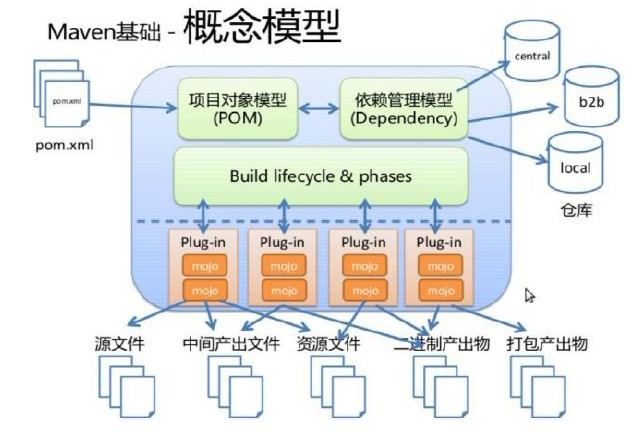 Maven基础 - 概念模型
central
b2b
local
仓库
pom.xml
pom.xml
项目对象模型
(POM)
依赖管理模型
(Dependency)
Build lifecycle & phases
Plug-in
mojo
mojo
Plug-in
mojo
mojo
Plug-in
mojo
mojo
Plug-in
mojo
mojo
源文件
中间产出文件
资源文件
二进制产出物
打包产出物